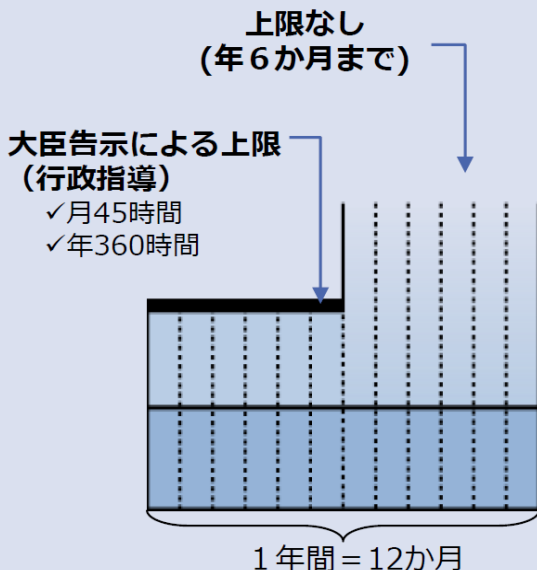 上限なし
(年６か月まで)
大臣告示による上限
（行政指導）
✓月45時間
✓年360時間
１年間＝12か月